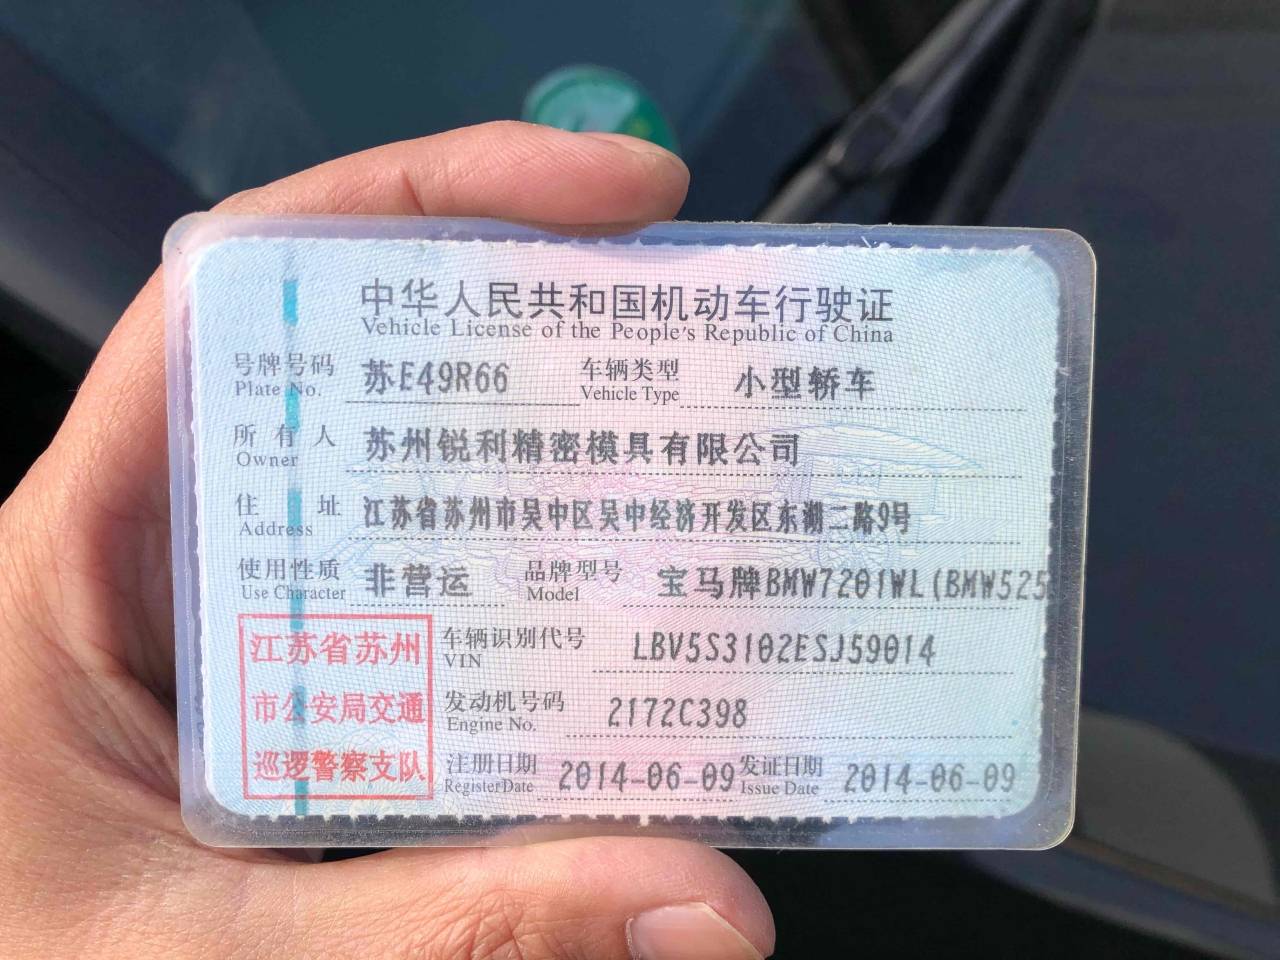 中华人民共和国机动车行驶证
Vehicle License of the People's Republic of China
号牌号码 苏E49R66 车辆类型 小型轿车
Plate No. Vehicle Type
所有人 苏州锐利精密模具有限公司
Owner
住址 江苏省苏州市吴中区吴中经济开发区东湖二路9号
Address
使用性质 非营运 品牌型号 宝马牌BMW7201WL(BMW525
Use Character Model
江苏省苏州
市公安局交通
巡逻警察支队
车辆识别代号 LBV5S3102ESJ59014
VIN
发动机号码 2172C398
Engine No.
注册日期 2014-06-09 发证日期 2014-06-09
Register Date Issue Date